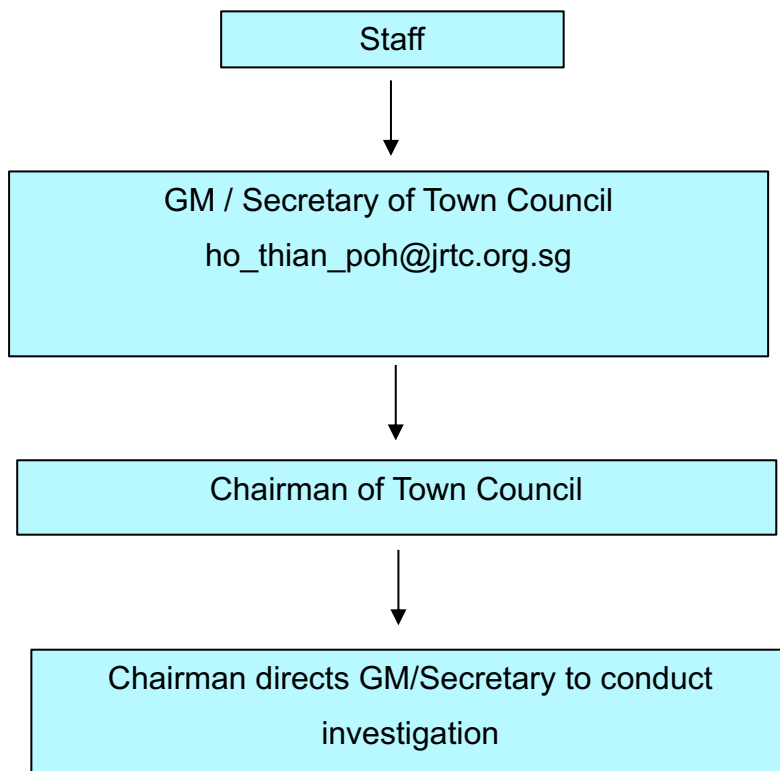 Staff
GM / Secretary of Town Council
ho_thian_poh@jrtc.org.sg
Chairman of Town Council
Chairman directs GM/Secretary to conduct
investigation